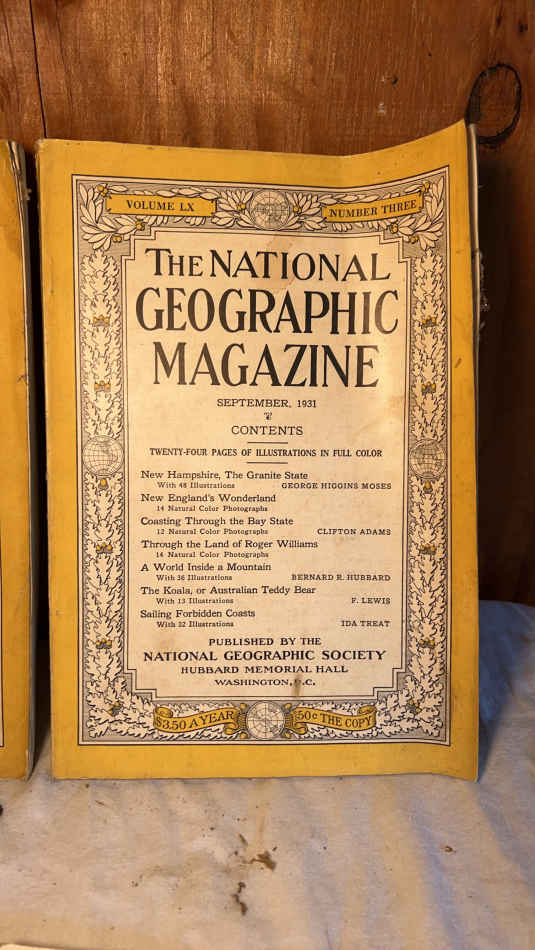 VOLUME LX NUMBER THREE
THE NATIONAL
GEOGRAPHIC
MAGAZINE
SEPTEMBER, 1931
CONTENTS
TWENTY-FOUR PAGES OF ILLUSTRATIONS IN FULL COLOR
New Hampshire, The Granite State
With 48 Illustrations GEORGE HIGGINS MOSES
New England's Wonderland
14 Natural Color Photographs
Coasting Through the Bay State
12 Natural Color Photographs CLIFTON ADAMS
Through the Land of Roger Williams
14 Natural Color Photographs
A World Inside a Mountain
With 36 Illustrations BERNARD R. HUBBARD
The Koala, or Australian Teddy Bear
With 13 Illustrations F. LEWIS
Sailing Forbidden Coasts
With 32 Illustrations IDA TREAT
PUBLISHED BY THE
NATIONAL GEOGRAPHIC SOCIETY
HUBBARD MEMORIAL HALL
WASHINGTON, D.C.
$3.50 A YEAR 50¢ THE COPY